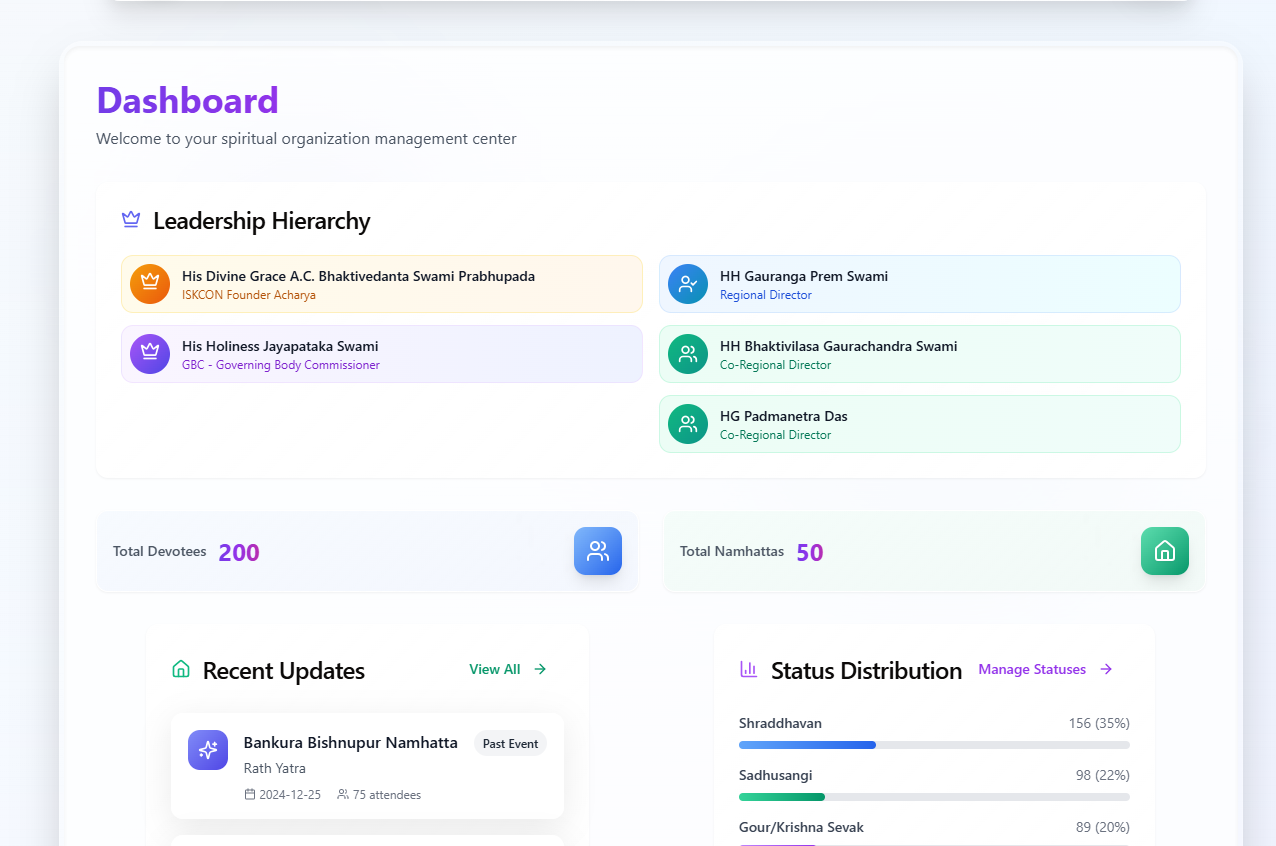 Dashboard
Welcome to your spiritual organization management center
Leadership Hierarchy
His Divine Grace A.C. Bhaktivedanta Swami Prabhupada
ISKCON Founder Acharya
His Holiness Jayapataka Swami
GBC - Governing Body Commissioner
HH Gauranga Prem Swami
Regional Director
HH Bhaktivilasa Gaurachandra Swami
Co-Regional Director
HG Padmanetra Das
Co-Regional Director
Total Devotees 200
Total Namhattas 50
Recent Updates View All
Bankura Bishnupur Namhatta Past Event
Rath Yatra
2024-12-25 75 attendees
Status Distribution Manage Statuses
Shraddhavan 156 (35%)
Sadhusangi 98 (22%)
Gour/Krishna Sevak 89 (20%)